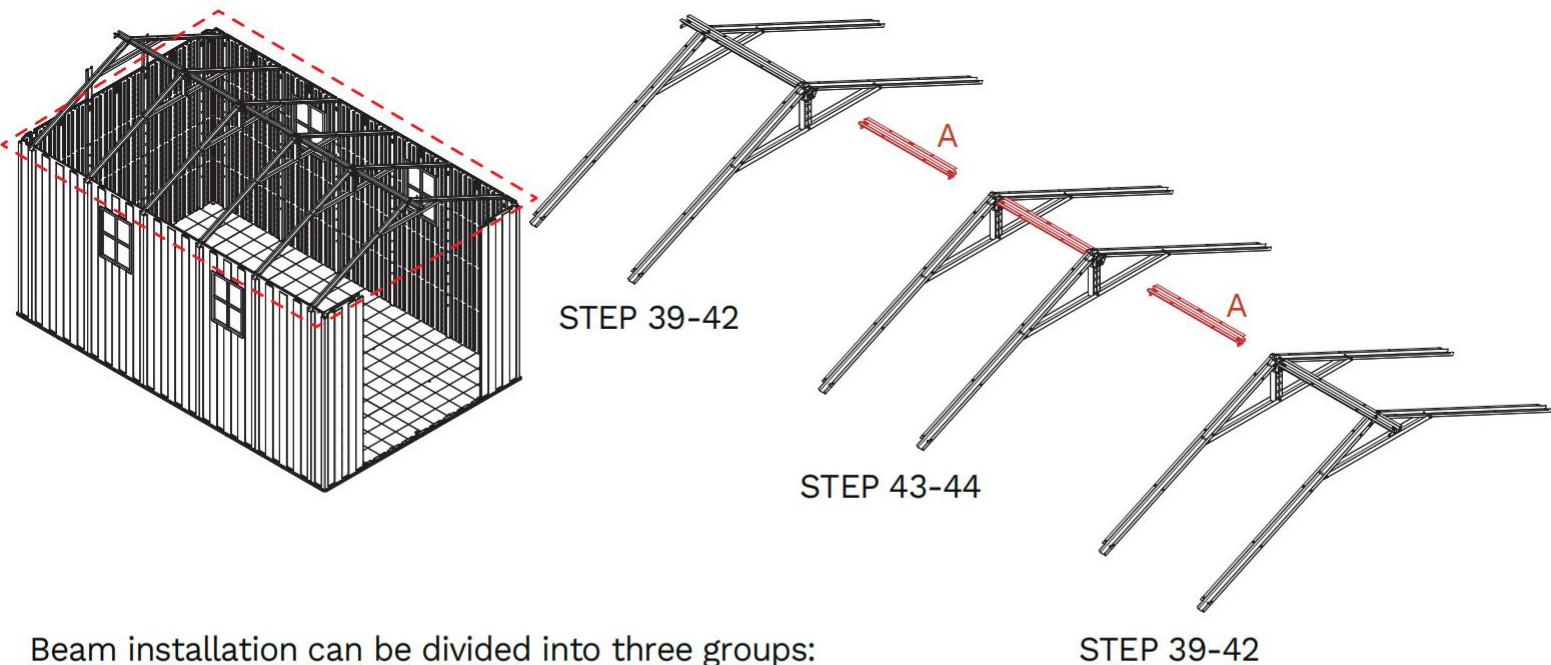 A
STEP 39-42
A
STEP 43-44
Beam installation can be divided into three groups:
STEP 39-42